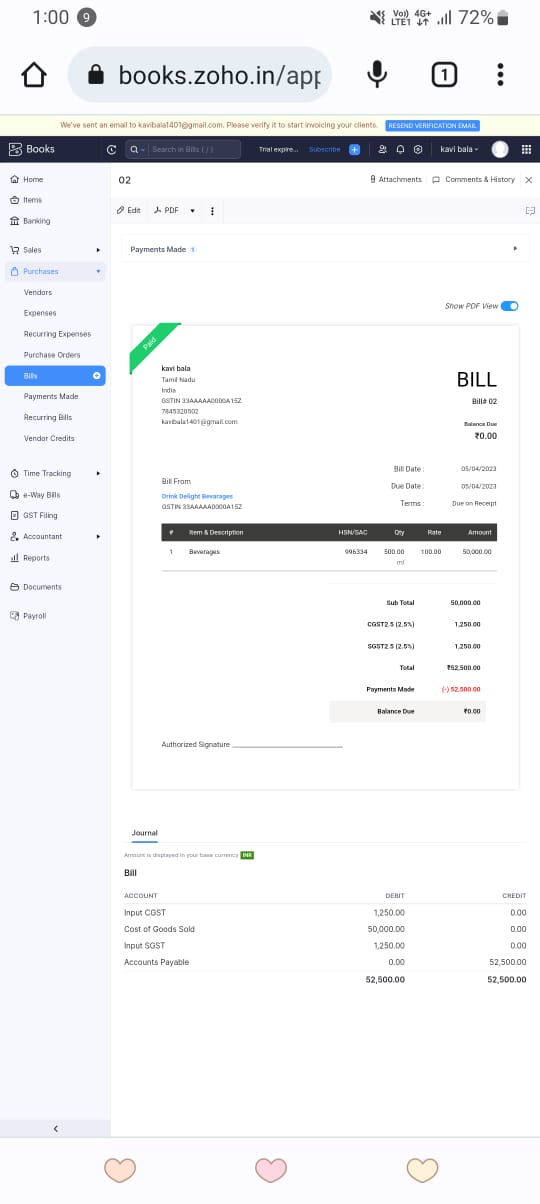 1:00 9 Vo) 4G+ LTE1 72%
books.zoho.in/app 1
We've sent an email to kavibala1401@gmail.com. Please verify it to start invoicing your clients. RESEND VERIFICATION EMAIL
Books Search in Bills ( / ) Trial expire... Subscribe kavi bala
Home
Items
Banking
Sales
Purchases
Vendors
Expenses
Recurring Expenses
Purchase Orders
Bills
Payments Made
Recurring Bills
Vendor Credits
Time Tracking
e-Way Bills
GST Filing
Accountant
Reports
Documents
Payroll
02 Attachments Comments & History
Edit PDF
Payments Made 1
Show PDF View
Paid
kavi bala
Tamil Nadu
India
GSTIN 33AAAAA0000A15Z
7845320502
kavibala1401@gmail.com
BILL
Bill# 02
Balance Due
₹0.00
Bill From
Drink Delight Bevarages
GSTIN 33AAAAA0000A15Z
Bill Date : 05/04/2023
Due Date : 05/04/2023
Terms : Due on Receipt
# Item & Description HSN/SAC Qty Rate Amount
1 Beverages 996334 500.00 100.00 50,000.00
ml
Sub Total 50,000.00
CGST2.5 (2.5%) 1,250.00
SGST2.5 (2.5%) 1,250.00
Total ₹52,500.00
Payments Made (-) 52,500.00
Balance Due ₹0.00
Authorized Signature
Journal
Amount is displayed in your base currency INR
Bill
ACCOUNT DEBIT CREDIT
Input CGST 1,250.00 0.00
Cost of Goods Sold 50,000.00 0.00
Input SGST 1,250.00 0.00
Accounts Payable 0.00 52,500.00
52,500.00 52,500.00